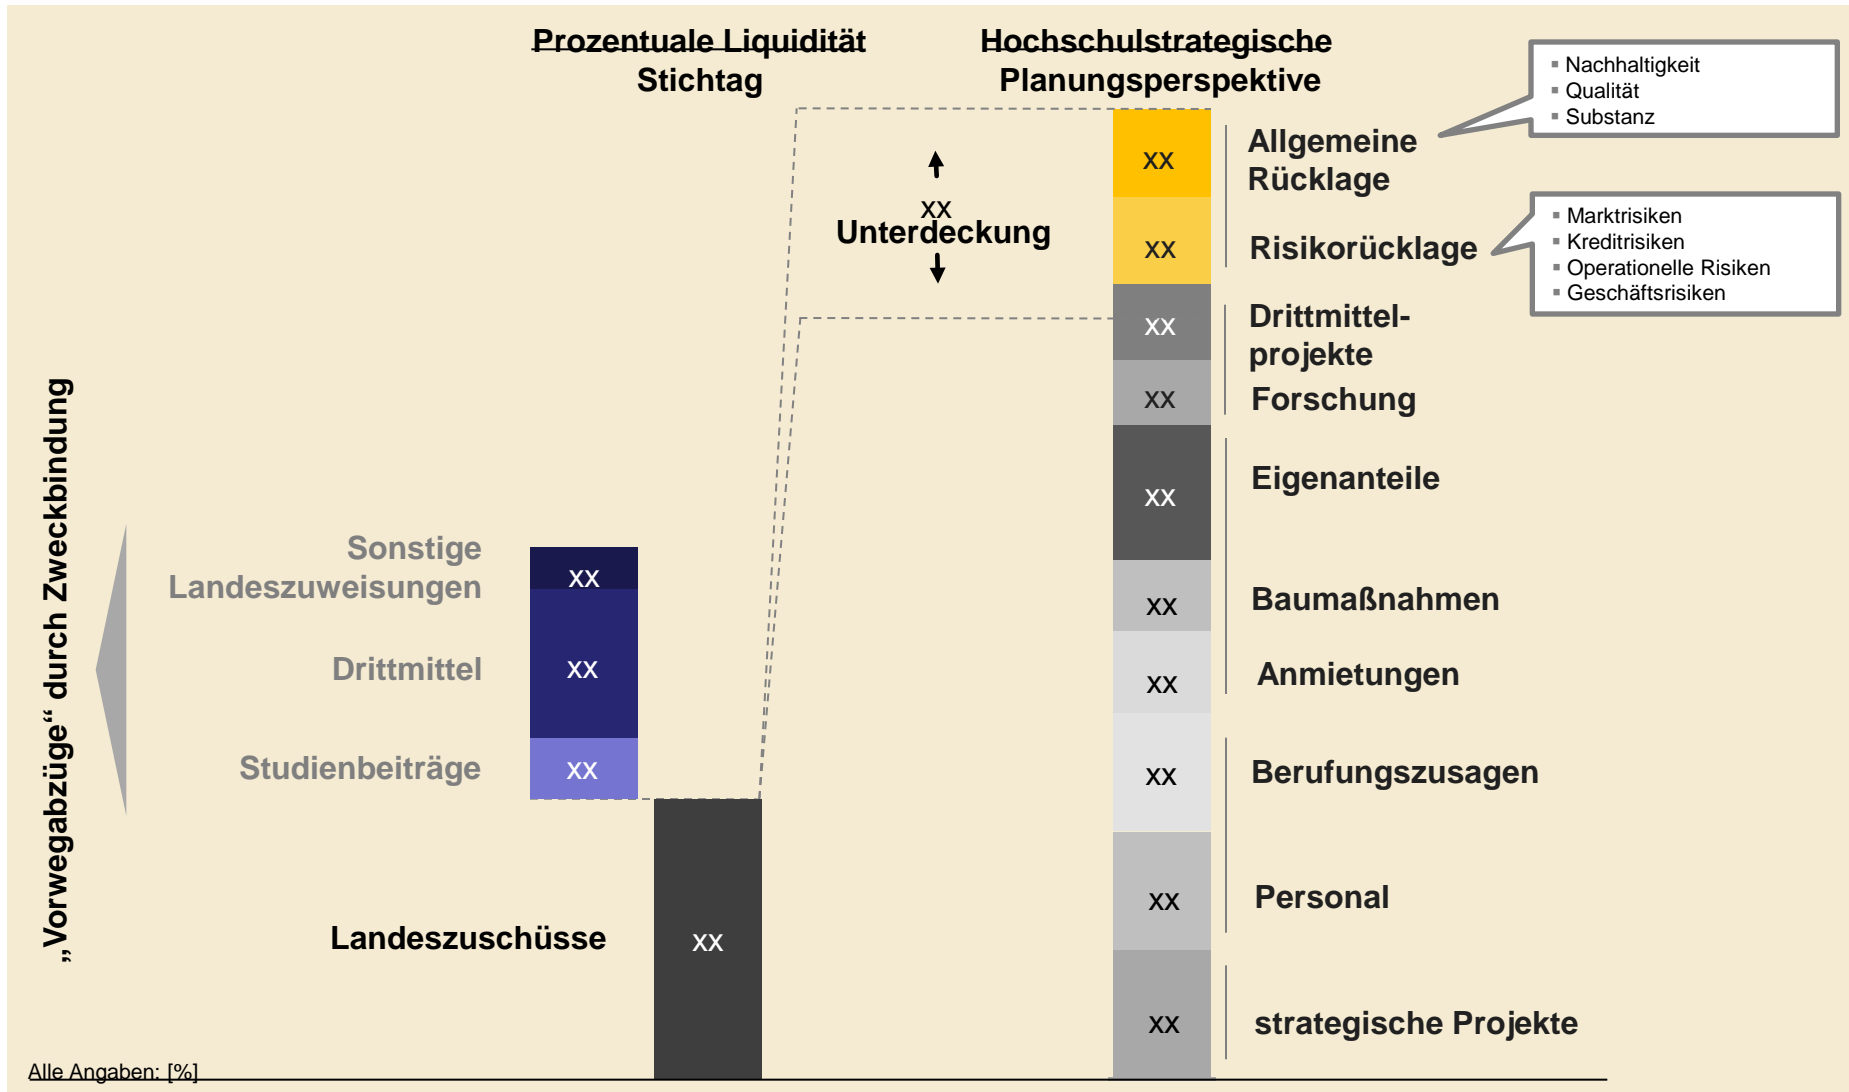 Prozentuale Liquidität
Stichtag
Hochschulstrategische
Planungsperspektive
▪ Nachhaltigkeit
▪ Qualität
▪ Substanz
xx
Allgemeine
Rücklage
xx
Unterdeckung
xx
Risikorücklage
▪ Marktrisiken
▪ Kreditrisiken
▪ Operationelle Risiken
▪ Geschäftsrisiken
xx
Drittmittel-
projekte
xx
Forschung
xx
Eigenanteile
xx
Baumaßnahmen
xx
Anmietungen
xx
Berufungszusagen
xx
Personal
xx
strategische Projekte
„Vorwegabzüge“ durch Zweckbindung
Sonstige
Landeszuweisungen
xx
Drittmittel
xx
Studienbeiträge
xx
Landeszuschüsse
xx
Alle Angaben: [%]